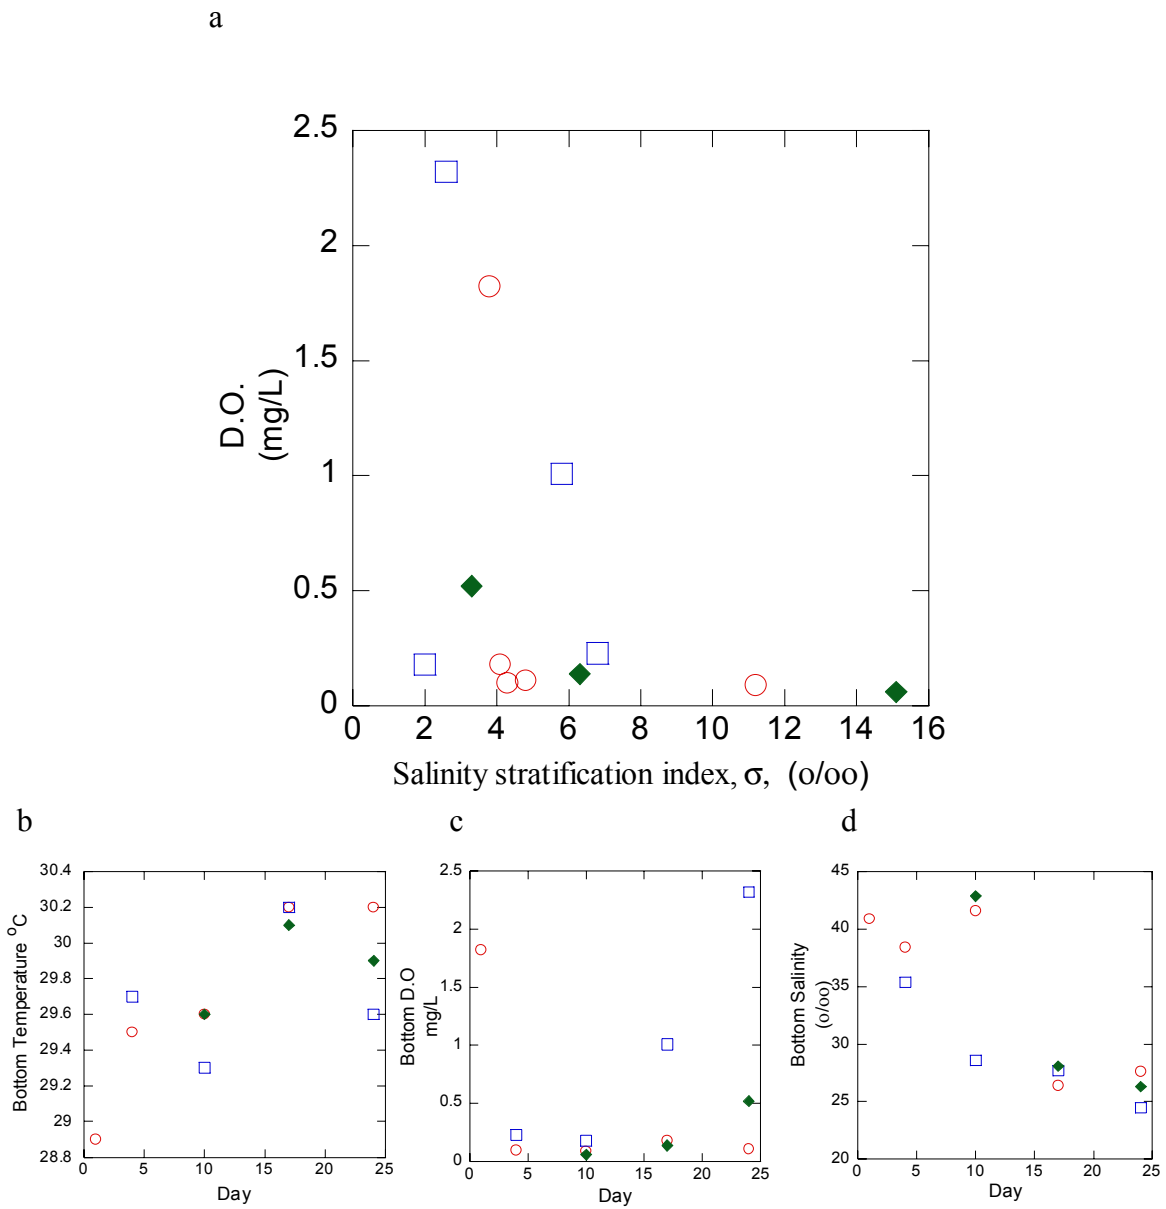 a
2.5
2
1.5
1
0.5
0
D.O.
(mg/L)
0 2 4 6 8 10 12 14 16
Salinity stratification index, σ, (o/oo)
b
30.4
30.2
30
29.8
29.6
29.4
29.2
29
28.8
Bottom Temperature °C
0 5 10 15 20 25
Day
c
2.5
2
1.5
1
0.5
0
Bottom D.O
mg/L
0 5 10 15 20 25
Day
d
45
40
35
30
25
20
Bottom Salinity
(o/oo)
0 5 10 15 20 25
Day